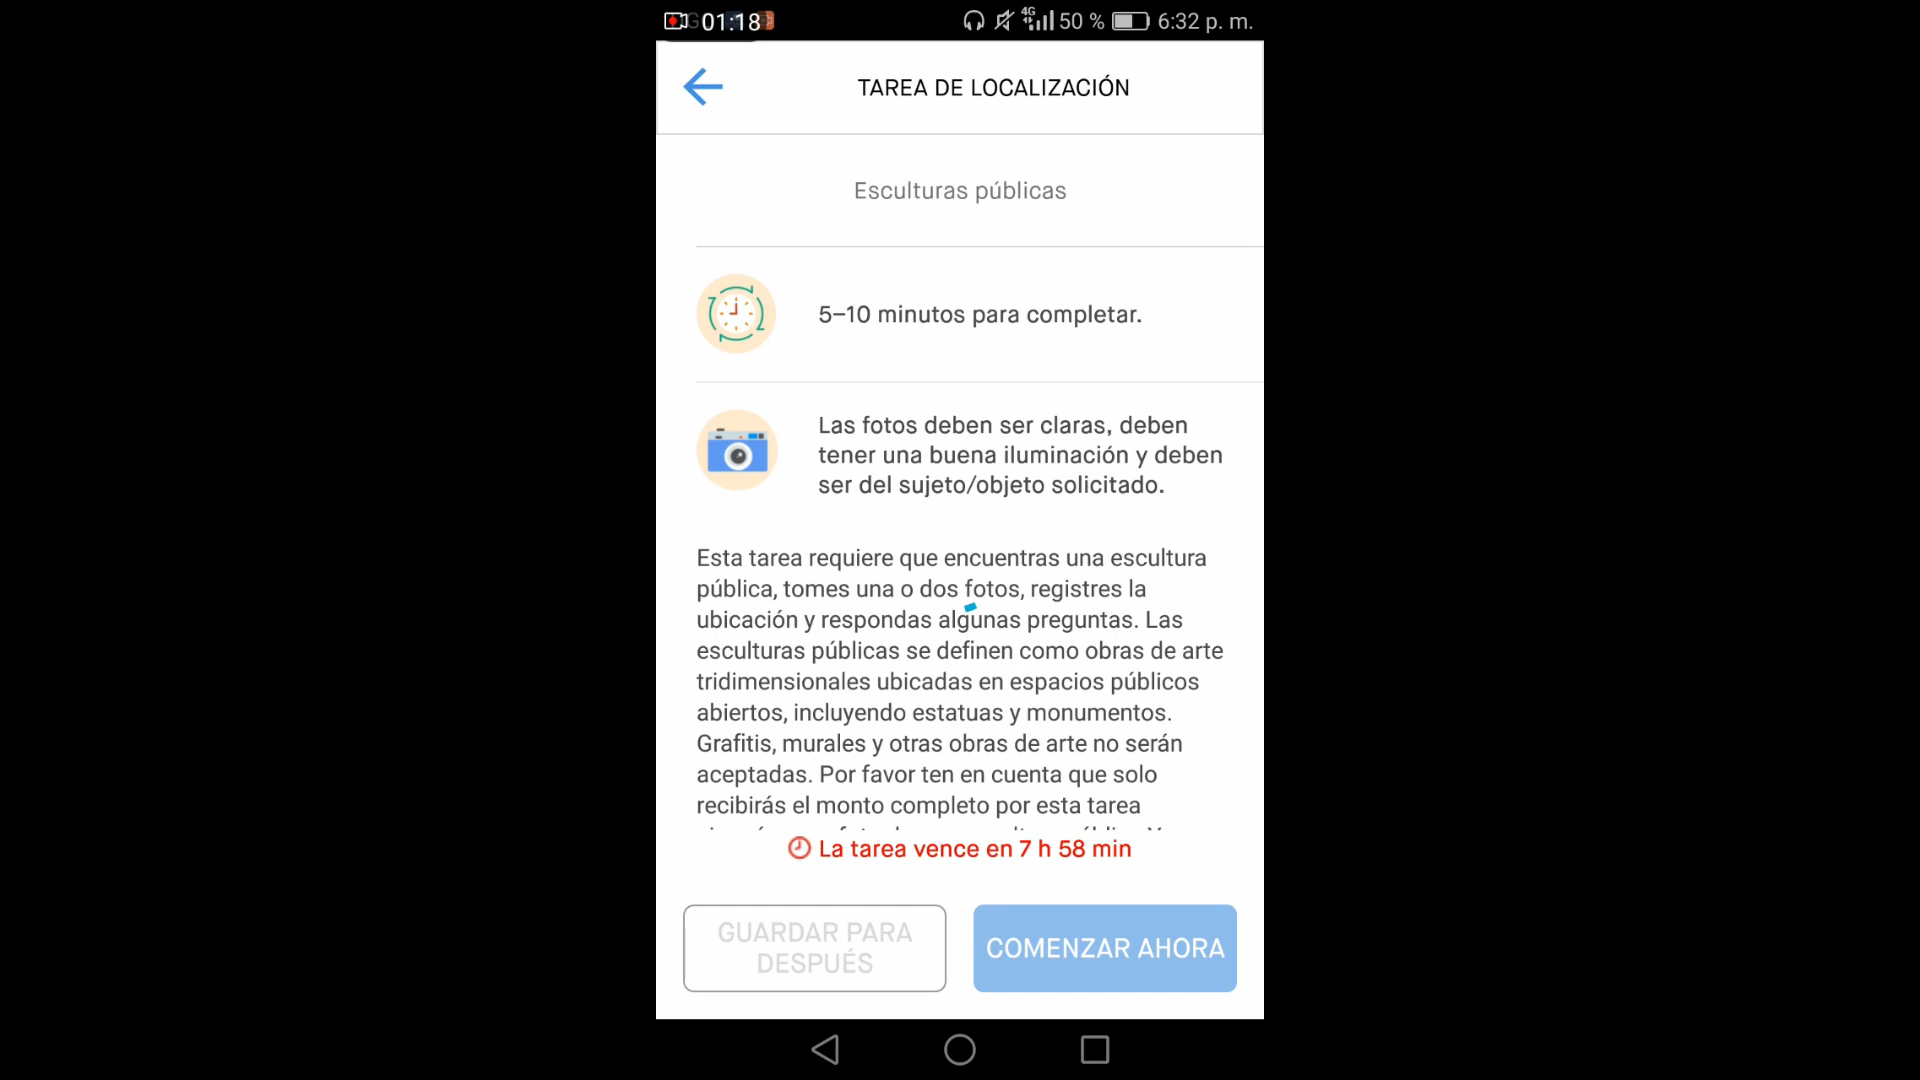 01:18 4G 50 % 6:32 p. m.
TAREA DE LOCALIZACIÓN
Esculturas públicas
5–10 minutos para completar.
Las fotos deben ser claras, deben
tener una buena iluminación y deben
ser del sujeto/objeto solicitado.
Esta tarea requiere que encuentras una escultura
pública, tomes una o dos fotos, registres la
ubicación y respondas algunas preguntas. Las
esculturas públicas se definen como obras de arte
tridimensionales ubicadas en espacios públicos
abiertos, incluyendo estatuas y monumentos.
Grafitis, murales y otras obras de arte no serán
aceptadas. Por favor ten en cuenta que solo
recibirás el monto completo por esta tarea
La tarea vence en 7 h 58 min
GUARDAR PARA
DESPUÉS
COMENZAR AHORA